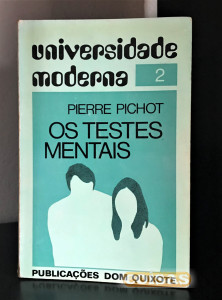 universidade
moderna 2
PIERRE PICHOT
OS TESTES
MENTAIS
PUBLICAÇÕES DOM QUIXOTE